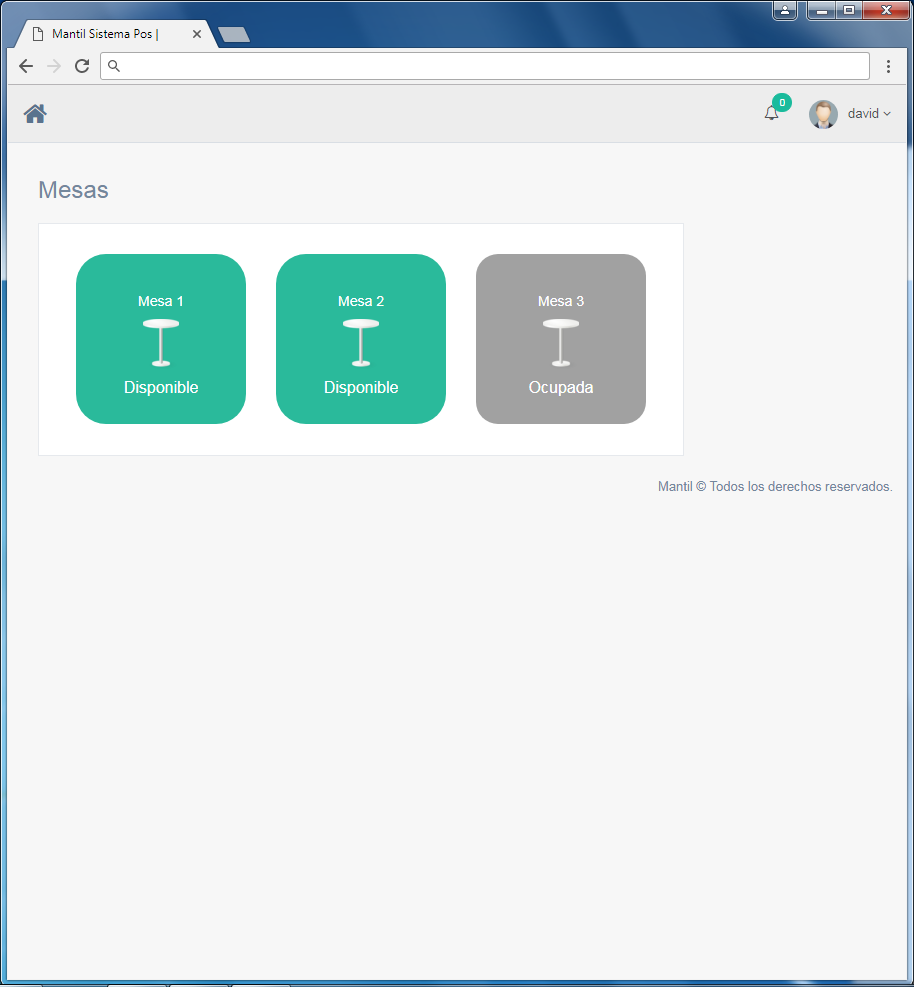 Mantil Sistema Pos |
0
david
Mesas
Mesa 1
Disponible
Mesa 2
Disponible
Mesa 3
Ocupada
Mantil © Todos los derechos reservados.